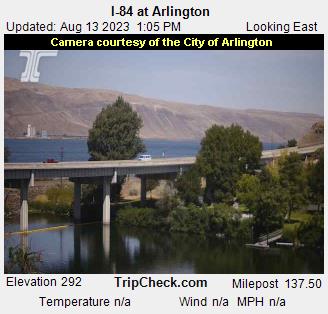 I-84 at Arlington
Updated: Aug 13 2023 1:05 PM Looking East
Camera courtesy of the City of Arlington
Elevation 292 TripCheck.com Milepost 137.50
Temperature n/a Wind n/a MPH n/a